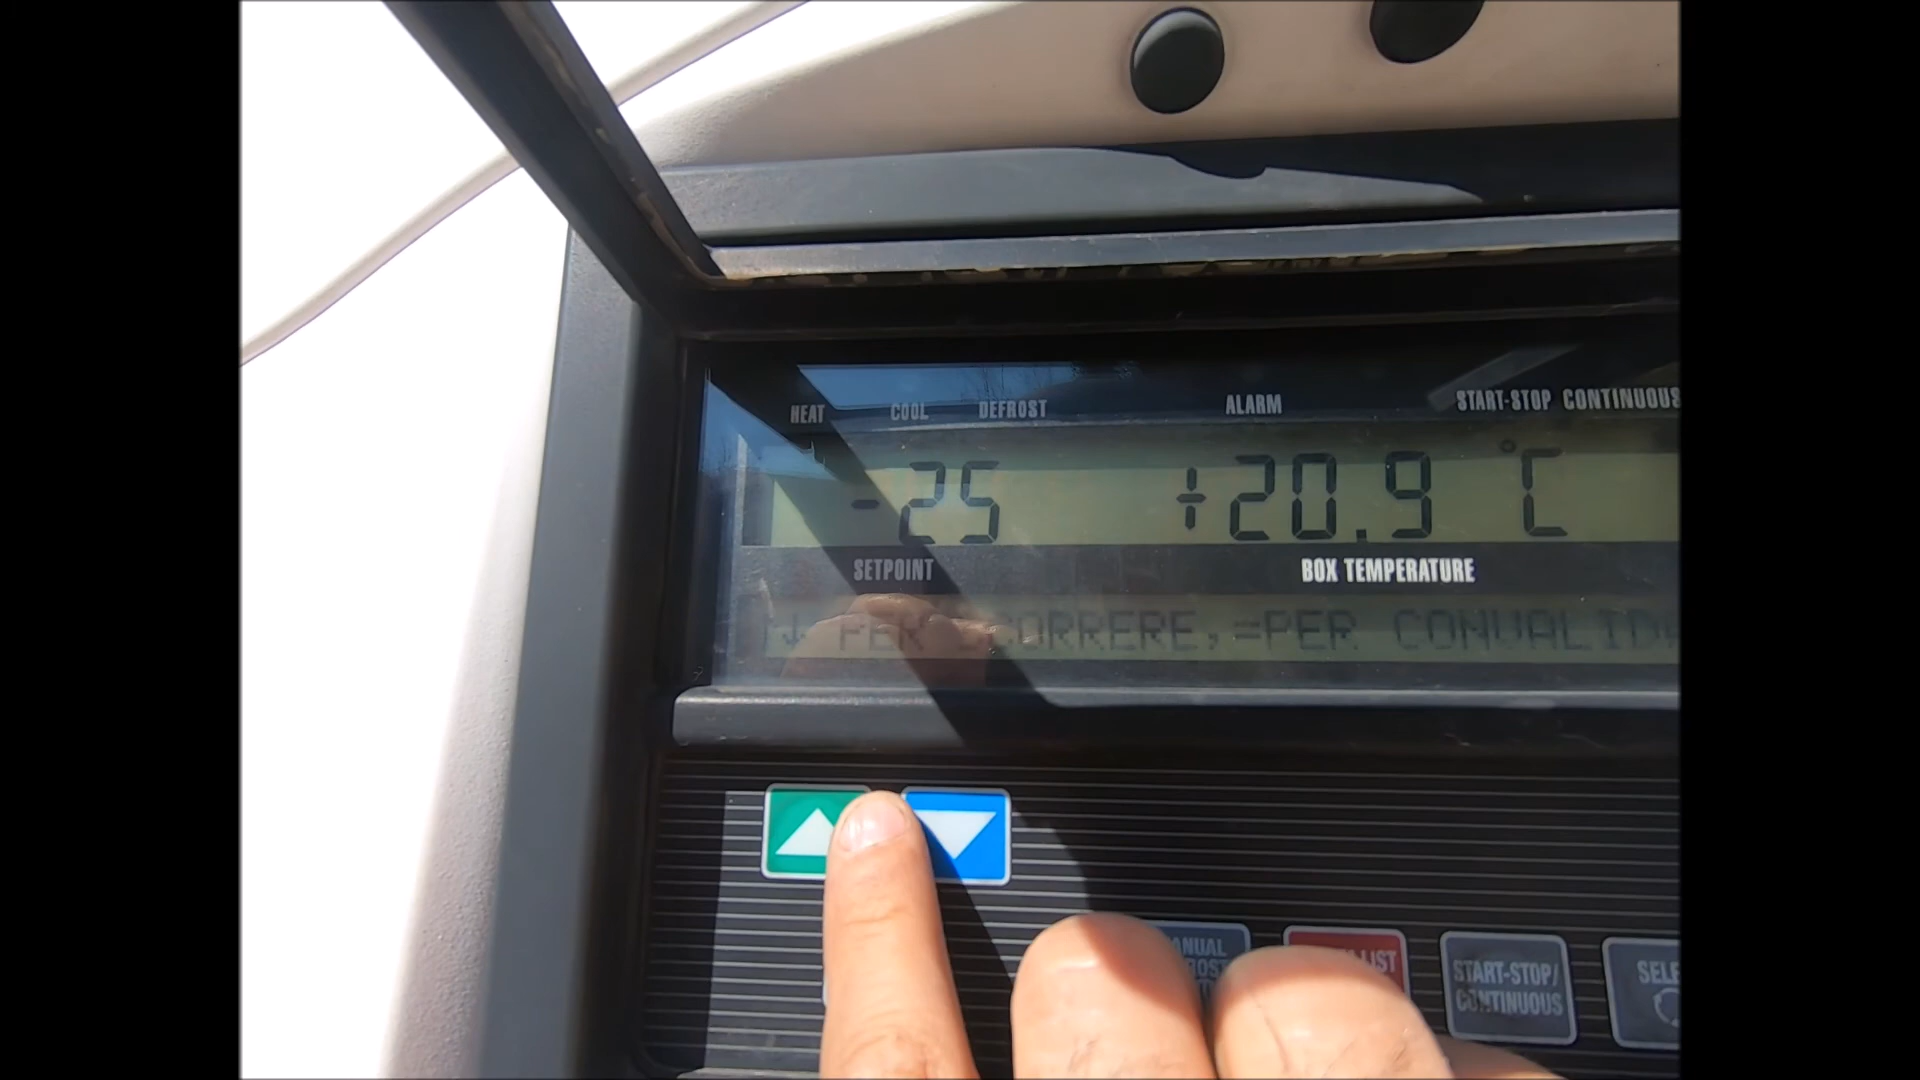 HEAT COOL DEFROST ALARM START-STOP CONTINUOUS
-25 +20.9 °C
SETPOINT BOX TEMPERATURE
↑↓ PER SCORRERE,=PER CONVALIDA
START-STOP/
CONTINUOUS